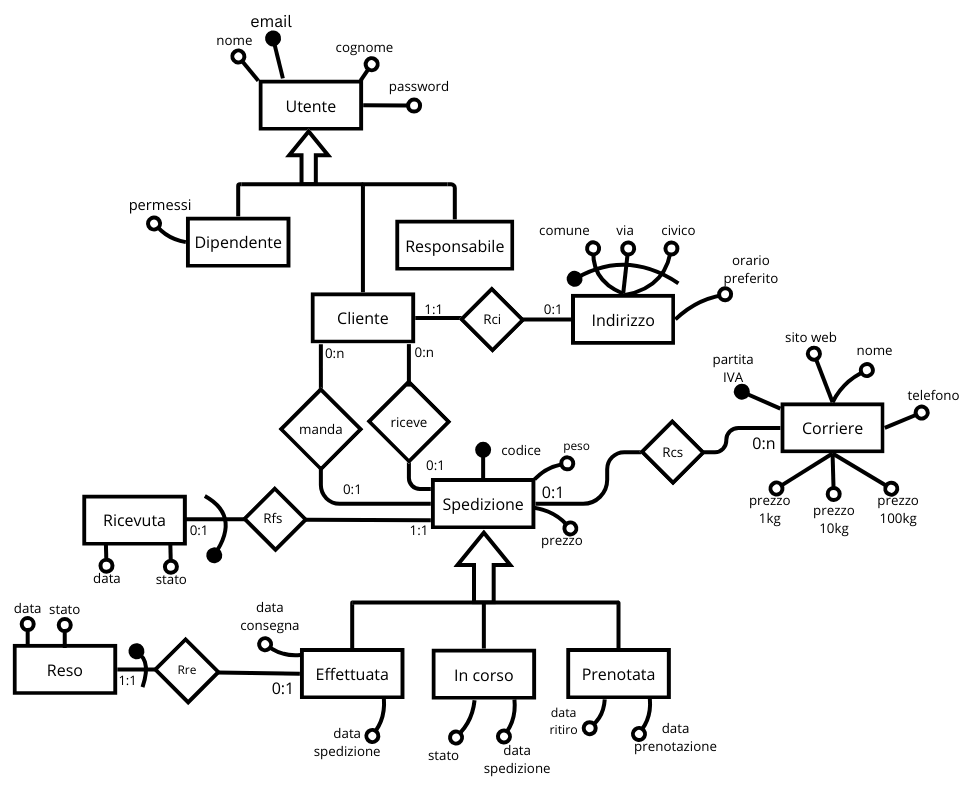 email
nome
cognome
password
Utente
permessi
Dipendente
Responsabile
comune
via
civico
orario
preferito
Cliente
1:1
Rci
0:1
Indirizzo
0:n
0:n
sito web
nome
partita
IVA
telefono
manda
riceve
Corriere
0:n
Rcs
0:1
0:1
codice
peso
Spedizione
0:1
prezzo
prezzo
1kg
prezzo
10kg
prezzo
100kg
Ricevuta
0:1
Rfs
1:1
data
stato
data
stato
data
consegna
Reso
1:1
Rre
0:1
Effettuata
In corso
Prenotata
data
spedizione
stato
data
spedizione
data
ritiro
data
prenotazione